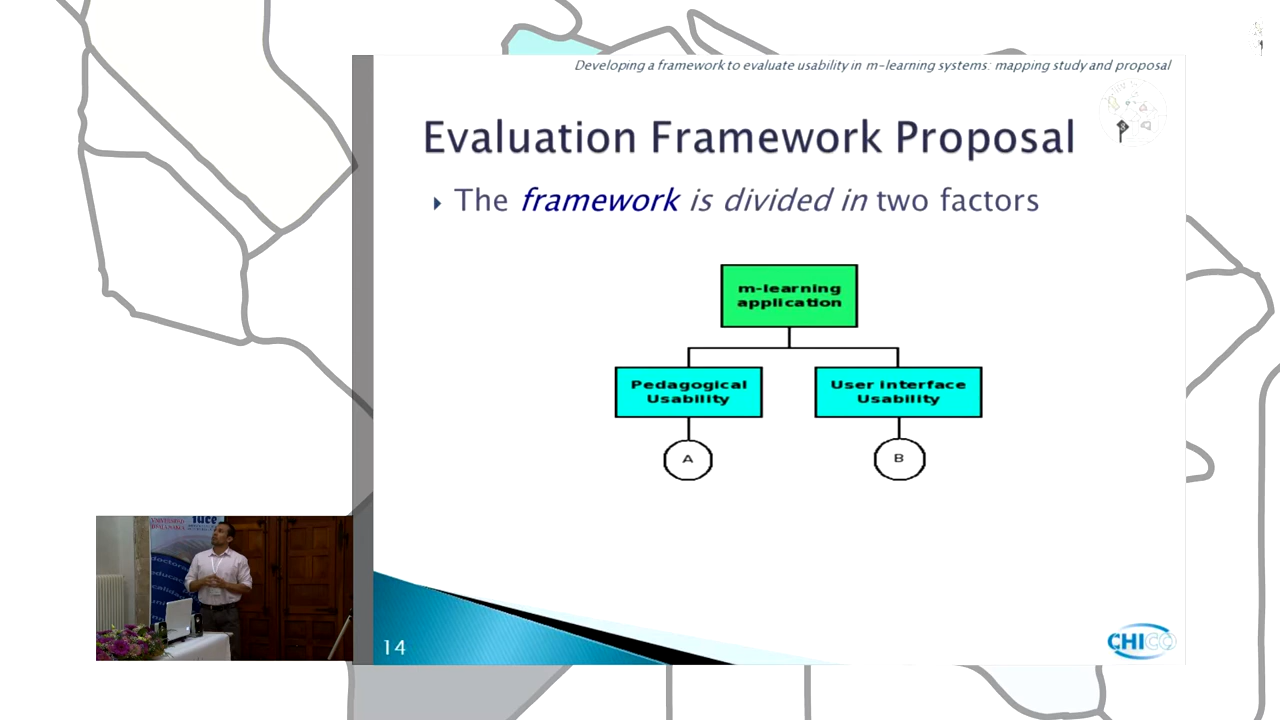 Developing a framework to evaluate usability in m-learning systems: mapping study and proposal
Evaluation Framework Proposal
The framework is divided in two factors
m-learning
application
Pedagogical
Usability
User interface
Usability
A
B
14
CHICO